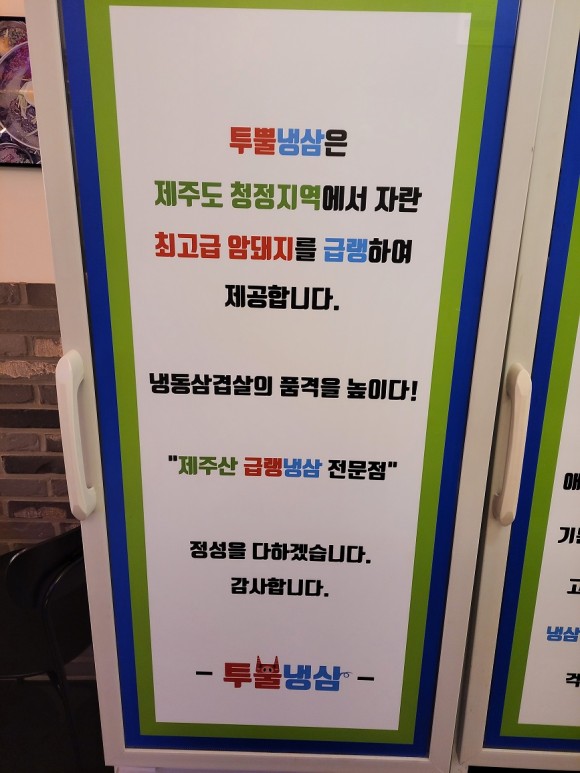 투뿔냉삼은
제주도 청정지역에서 자란
최고급 암돼지를 급랭하여
제공합니다.
냉동삼겹살의 품격을 높이다!
"제주산 급랭냉삼 전문점"
정성을 다하겠습니다.
감사합니다.
- 투뿔냉삼 -
냉삼